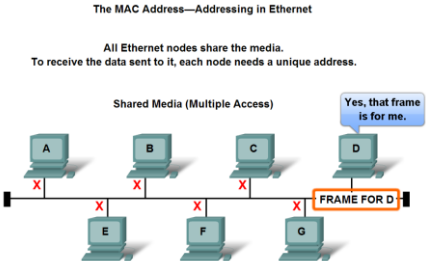 The MAC Address—Addressing in Ethernet
All Ethernet nodes share the media.
To receive the data sent to it, each node needs a unique address.
Shared Media (Multiple Access)
Yes, that frame
is for me.
A
B
C
D
X
X
X
FRAME FOR D
X
X
X
E
F
G